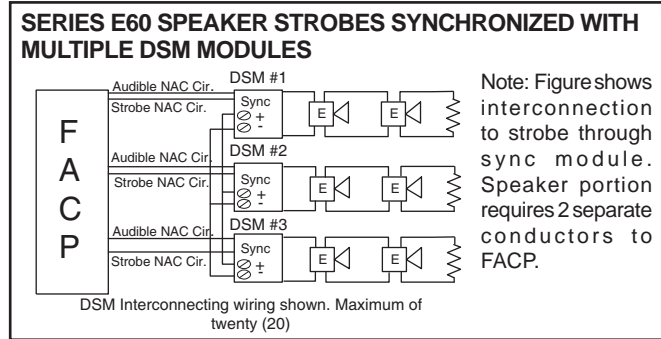 SERIES E60 SPEAKER STROBES SYNCHRONIZED WITH
MULTIPLE DSM MODULES
FACP
Audible NAC Cir.
Strobe NAC Cir.
DSM #1
Sync
+
-
E
E
Audible NAC Cir.
Strobe NAC Cir.
DSM #2
Sync
+
-
E
E
Audible NAC Cir.
Strobe NAC Cir.
DSM #3
Sync
+
-
E
E
DSM Interconnecting wiring shown. Maximum of
twenty (20)
Note: Figure shows
interconnection
to strobe through
sync module.
Speaker portion
requires 2 separate
conductors to
FACP.